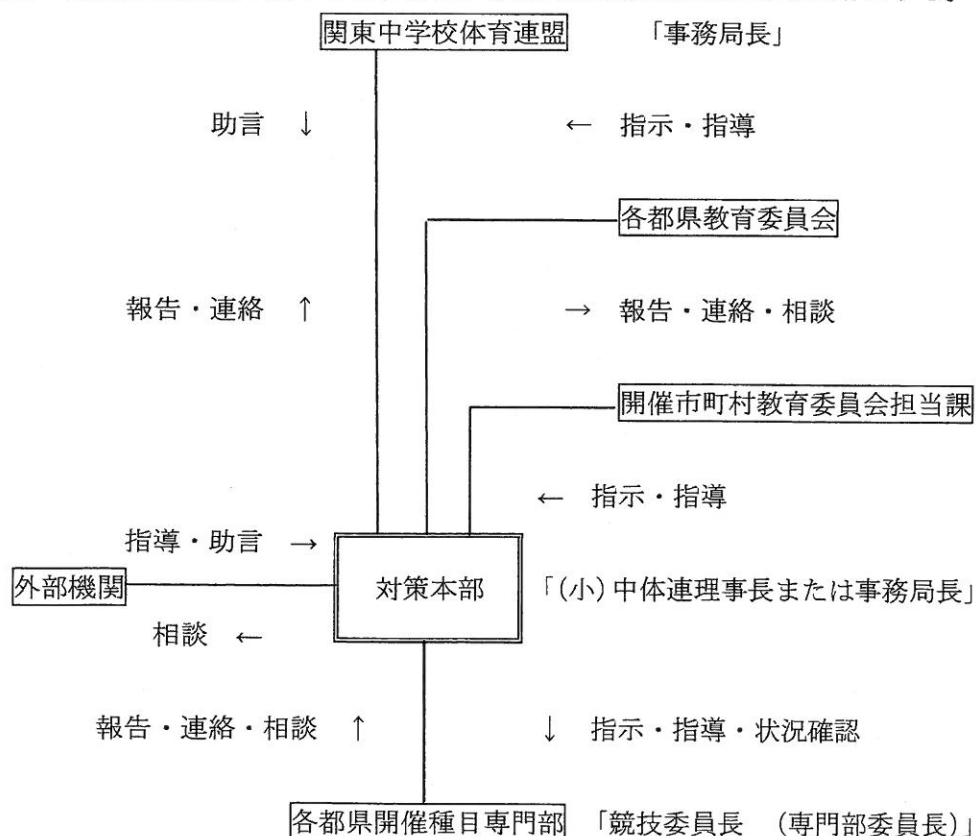 関東中学校体育連盟 「事務局長」
助言 ↓ ← 指示・指導
各都県教育委員会
報告・連絡 ↑ → 報告・連絡・相談
開催市町村教育委員会担当課
← 指示・指導
指導・助言 →
外部機関 対策本部 「(小)中体連理事長または事務局長」
相談 ←
報告・連絡・相談 ↑ ↓ 指示・指導・状況確認
各都県開催種目専門部 「競技委員長 (専門部委員長)」